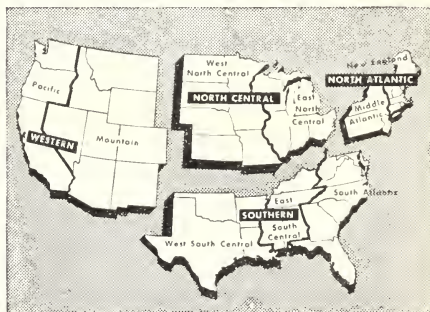 West
North Central
New England
NORTH ATLANTIC
Pacific
NORTH CENTRAL
East
North
Central
Middle
Atlantic
WESTERN
Mountain
East
South Atlantic
SOUTHERN
South
Central
West South Central